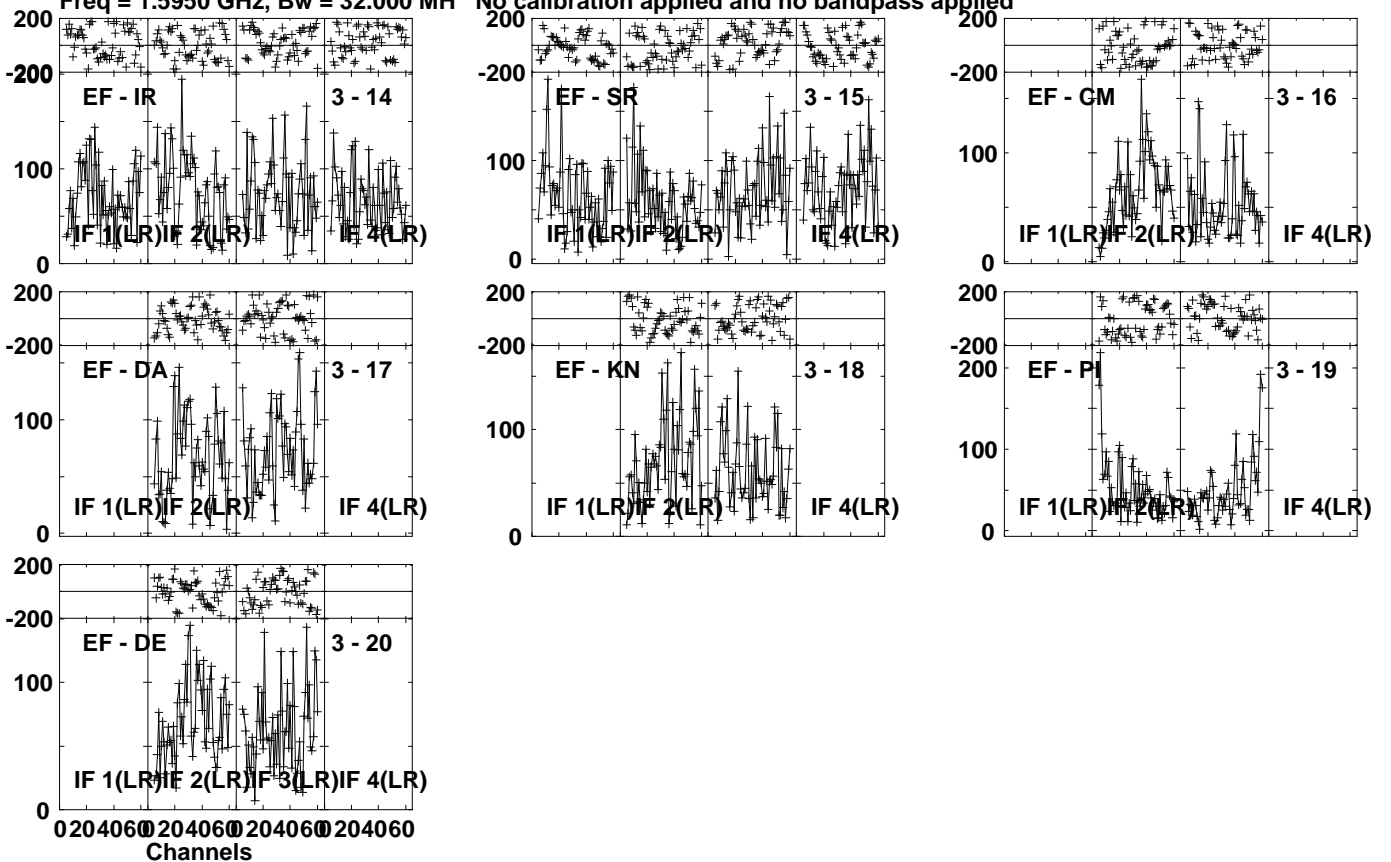 Freq = 1.5950 GHz, Bw = 32.000 MH No calibration applied and no bandpass applied
200
-200
200
EF - IR
3 - 14
100
IF 1(LR) IF 2(LR) IF 4(LR)
0
200
-200
EF - SR
3 - 15
100
IF 1(LR) IF 2(LR) IF 4(LR)
0
200
-200
EF - CM
3 - 16
100
IF 1(LR) IF 2(LR) IF 4(LR)
0
200
-200
EF - DA
3 - 17
100
IF 1(LR) IF 2(LR) IF 4(LR)
0
200
-200
EF - KN
3 - 18
100
IF 1(LR) IF 2(LR) IF 4(LR)
0
200
-200
200
EF - PI
3 - 19
100
IF 1(LR) IF 2(LR) IF 4(LR)
0
200
-200
EF - DE
3 - 20
100
IF 1(LR) IF 2(LR) IF 3(LR) IF 4(LR)
0
0 20 40 60 0 20 40 60 0 20 40 60 0 20 40 60
Channels